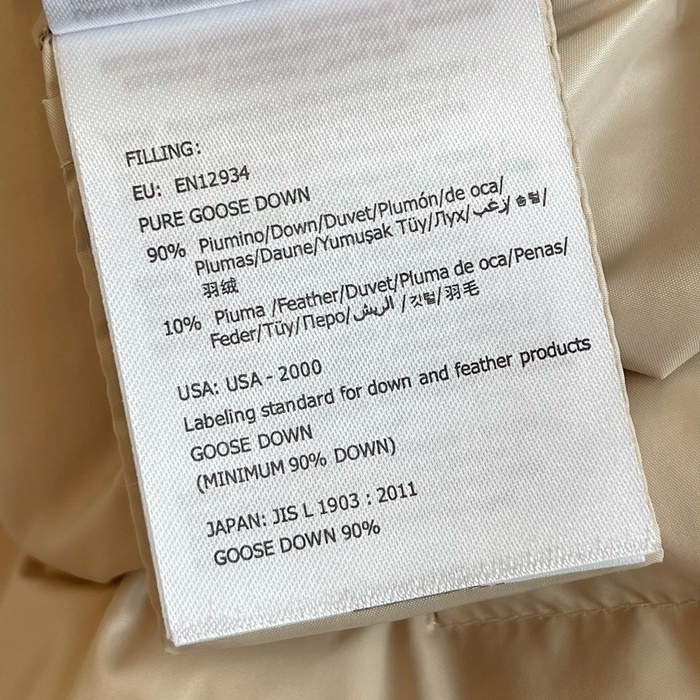 FILLING:
EU: EN12934
PURE GOOSE DOWN
90% Piumino/Down/Duvet/Plumón/de oca/
Plumas/Daune/Yumuşak Tüy/Лух/زغب/솜털/
羽绒
10% Piuma /Feather/Duvet/Pluma de oca/Penas/
Feder/Tüy/Перо/الريش/깃털/羽毛
USA: USA - 2000
Labeling standard for down and feather products
GOOSE DOWN
(MINIMUM 90% DOWN)
JAPAN: JIS L 1903 : 2011
GOOSE DOWN 90%